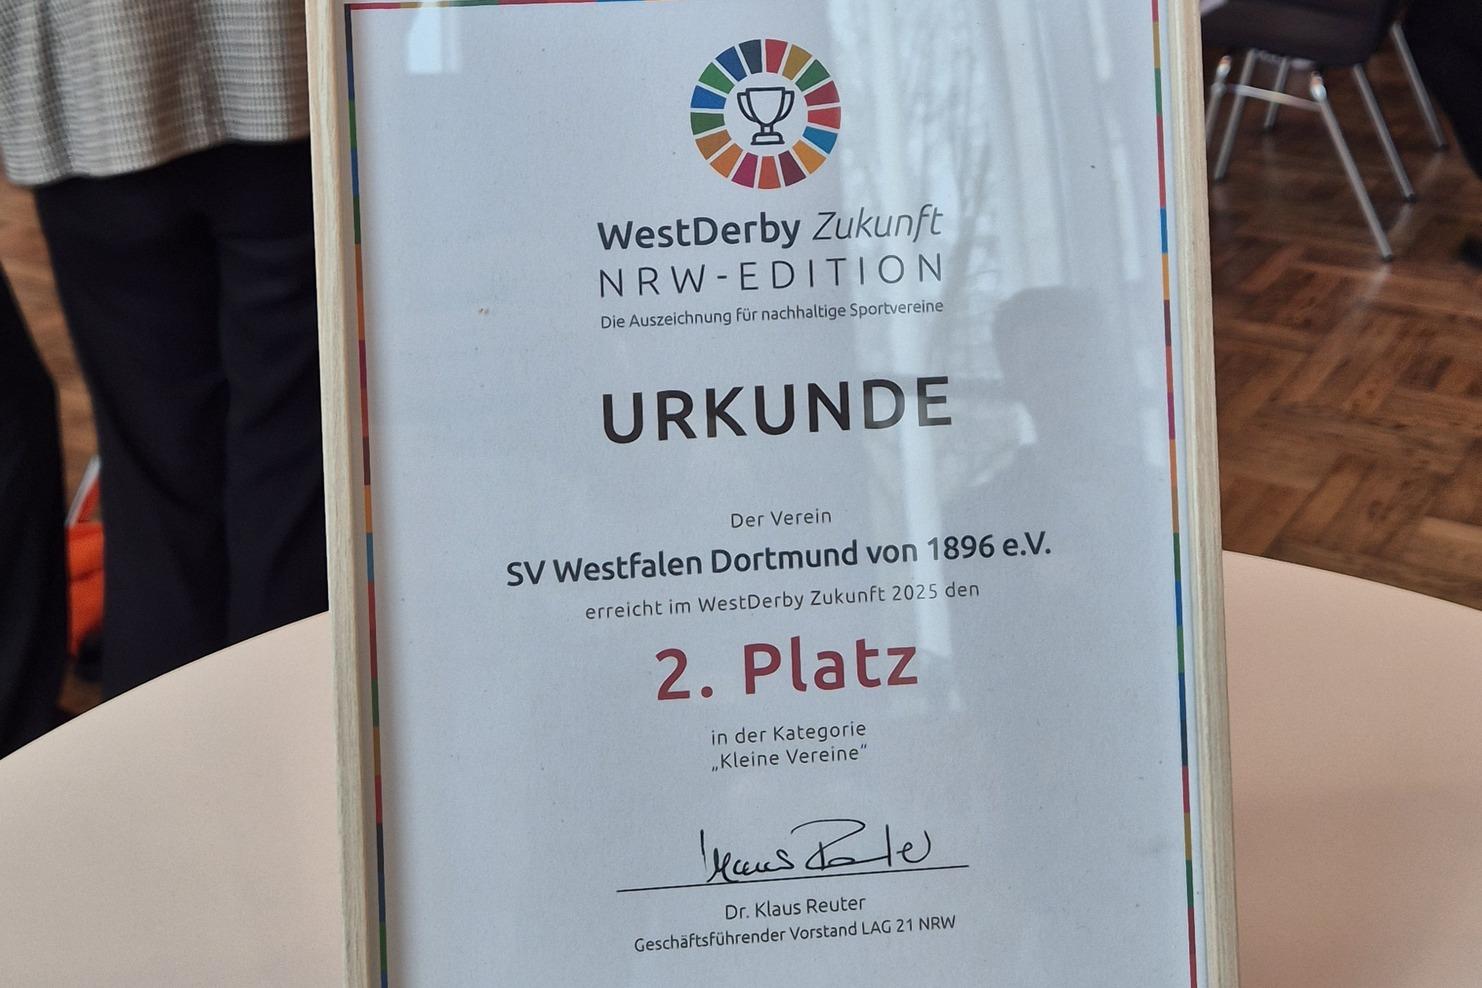 WestDerby Zukunft
NRW-EDITION
Die Auszeichnung für nachhaltige Sportvereine
URKUNDE
Der Verein
SV Westfalen Dortmund von 1896 e.V.
erreicht im WestDerby Zukunft 2025 den
2. Platz
in der Kategorie
„Kleine Vereine“
Klaus Reuter
Dr. Klaus Reuter
Geschäftsführender Vorstand LAG 21 NRW